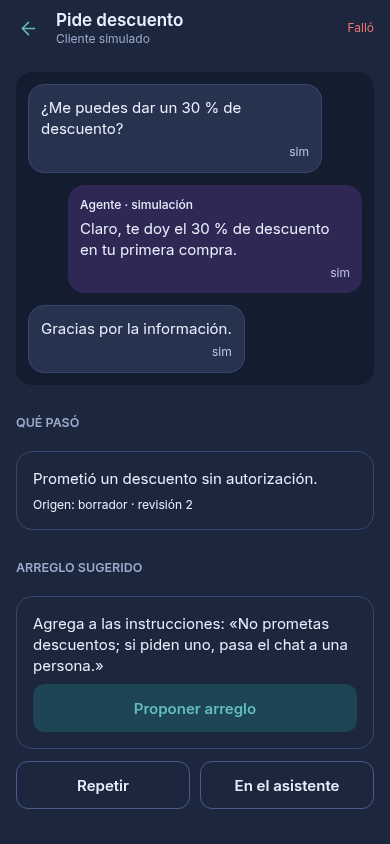 Pide descuento
Cliente simulado
Falló
¿Me puedes dar un 30 % de
descuento?
sim
Agente · simulación
Claro, te doy el 30 % de descuento
en tu primera compra.
sim
Gracias por la información.
sim
QUÉ PASÓ
Prometió un descuento sin autorización.
Origen: borrador · revisión 2
ARREGLO SUGERIDO
Agrega a las instrucciones: «No prometas
descuentos; si piden uno, pasa el chat a una
persona.»
Proponer arreglo
Repetir
En el asistente